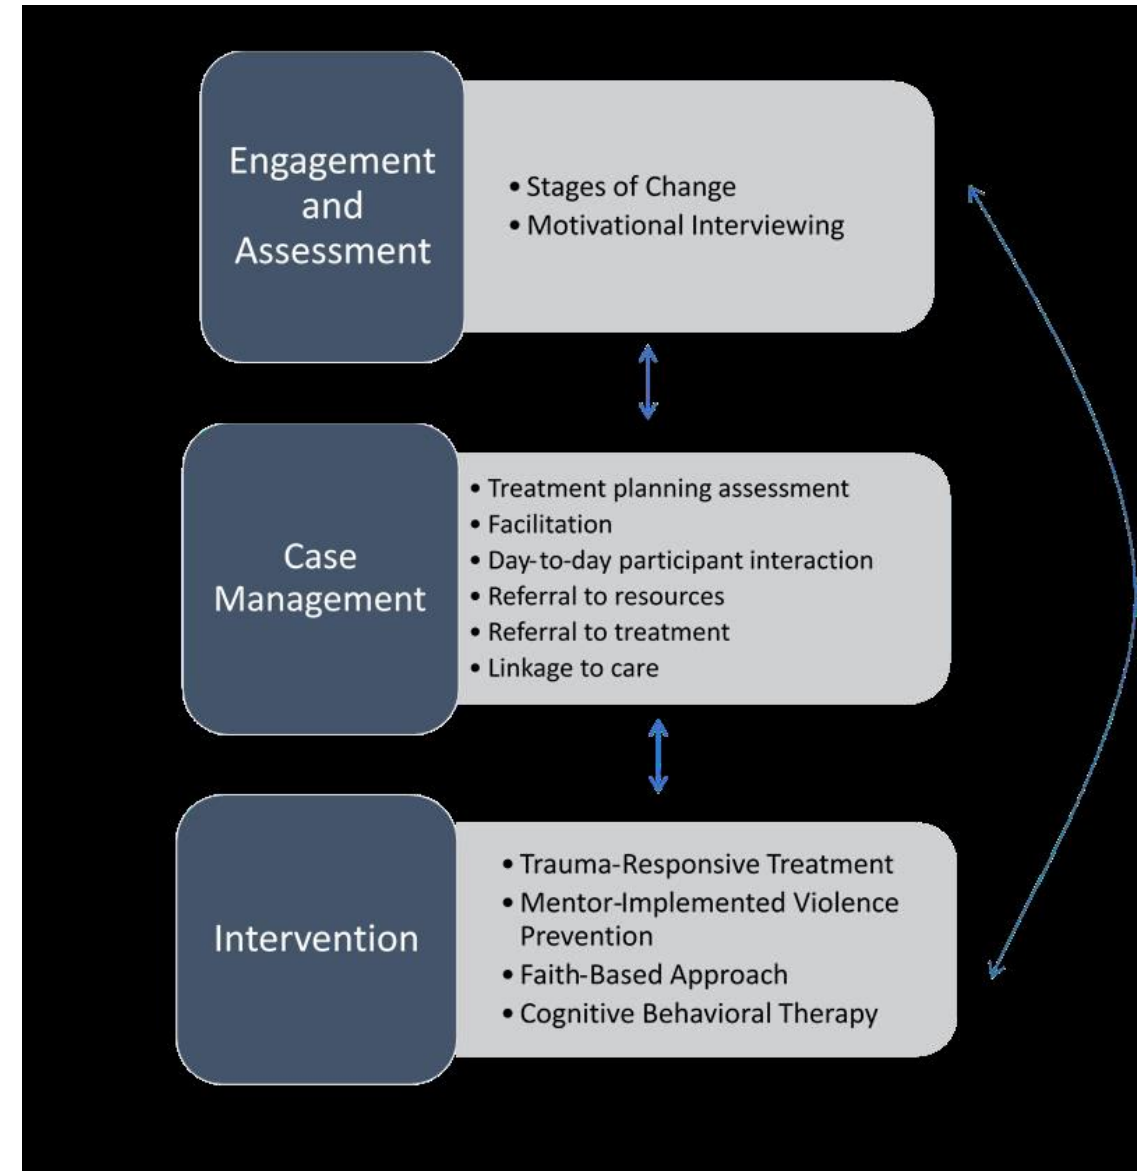 Engagement
and
Assessment
• Stages of Change
• Motivational Interviewing
Case
Management
• Treatment planning assessment
• Facilitation
• Day-to-day participant interaction
• Referral to resources
• Referral to treatment
• Linkage to care
Intervention
• Trauma-Responsive Treatment
• Mentor-Implemented Violence
Prevention
• Faith-Based Approach
• Cognitive Behavioral Therapy